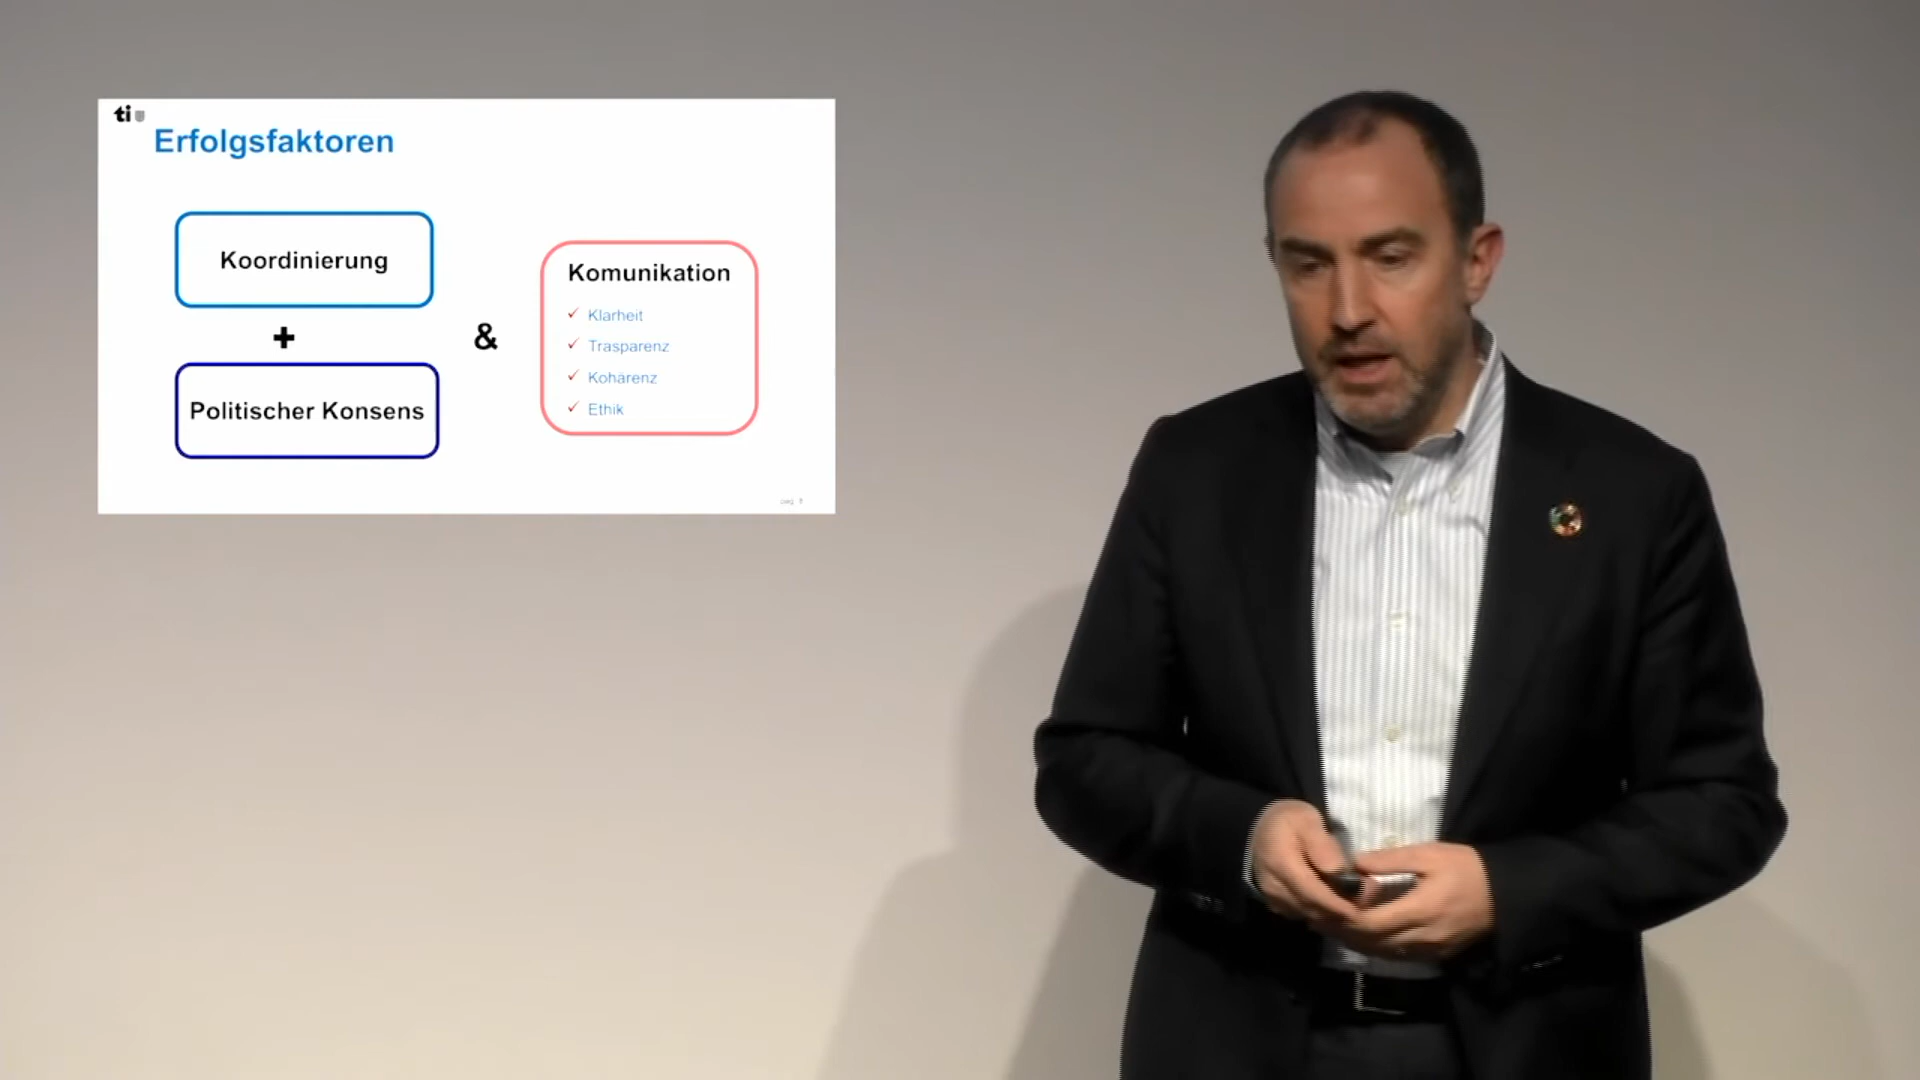 ti
Erfolgsfaktoren
Koordinierung
+
Politischer Konsens
&
Komunikation
✓ Klarheit
✓ Trasparenz
✓ Kohärenz
✓ Ethik